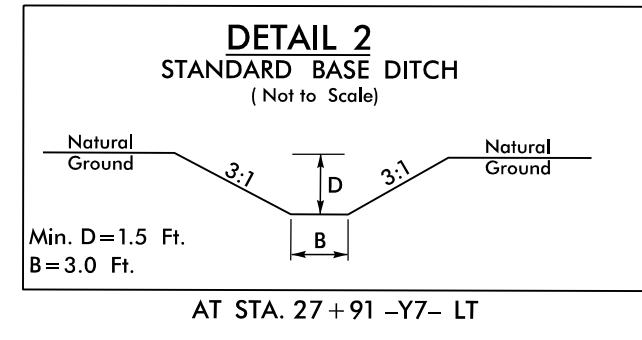 DETAIL 2
STANDARD BASE DITCH
( Not to Scale)
Natural
Ground
3:1
D
3:1
Natural
Ground
Min. D=1.5 Ft.
B=3.0 Ft.
B
AT STA. 27+91 -Y7- LT